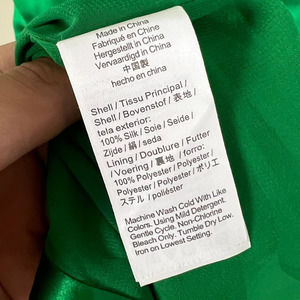 Made in China
Fabriqué en Chine
Hergestellt in China
Vervaardigd in China
中国製
hecho en china
Shell / Tissu Principal /
Shell / Bovenstof / 表地 /
tela exterior:
100% Silk / Soie / Seide /
Zijde / 絹 / seda
Lining / Doublure / Futter
/ Voering / 裏地 / forro:
100% Polyester / Polyester /
Polyester / Polyester / ポリエ
ステル / poliéster
Machine Wash Cold With Like
Colors. Using Mild Detergent.
Gentle Cycle. Non-Chlorine
Bleach Only. Tumble Dry Low.
Iron on Lowest Setting.